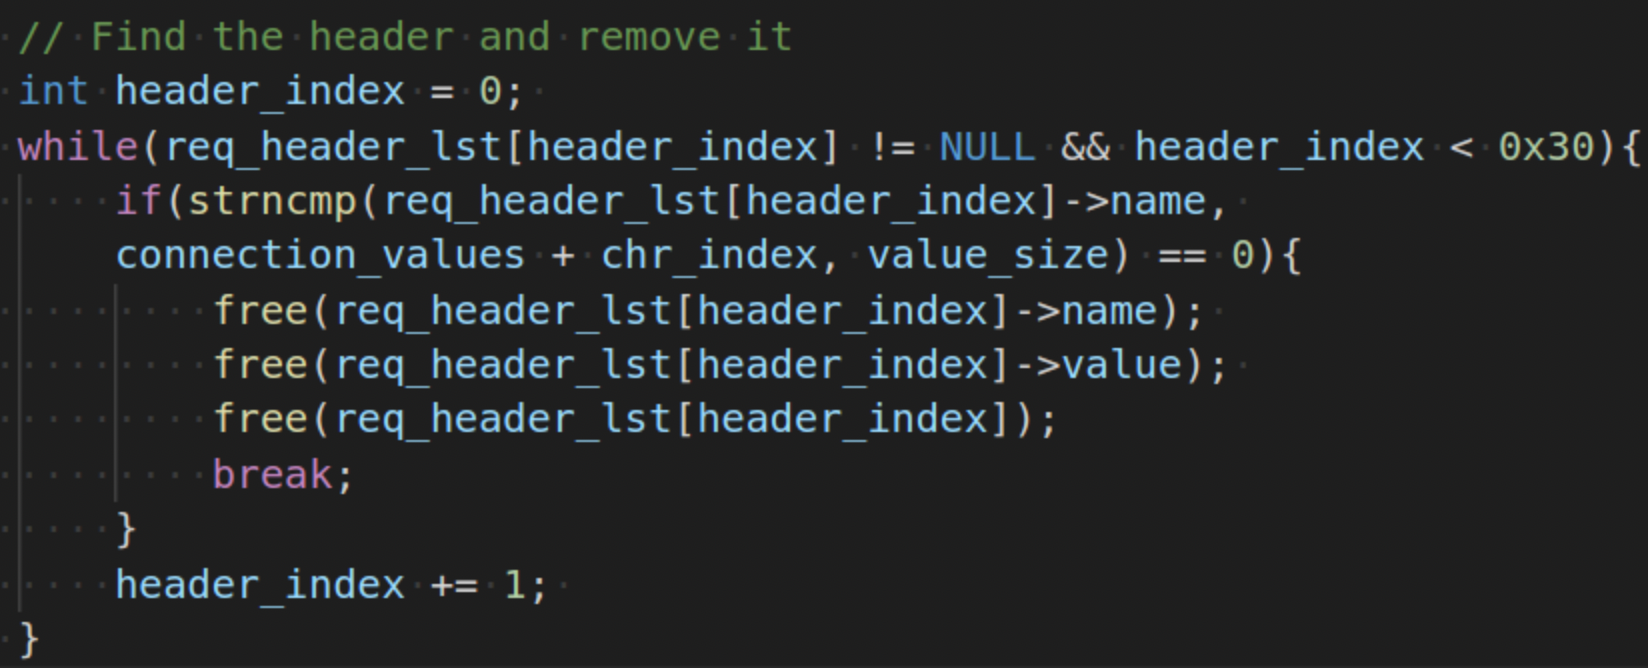 // Find the header and remove it
int header_index = 0;
while(req_header_lst[header_index] != NULL && header_index < 0x30){
if(strncmp(req_header_lst[header_index]->name,
connection_values + chr_index, value_size) == 0){
free(req_header_lst[header_index]->name);
free(req_header_lst[header_index]->value);
free(req_header_lst[header_index]);
break;
}
header_index += 1;
}